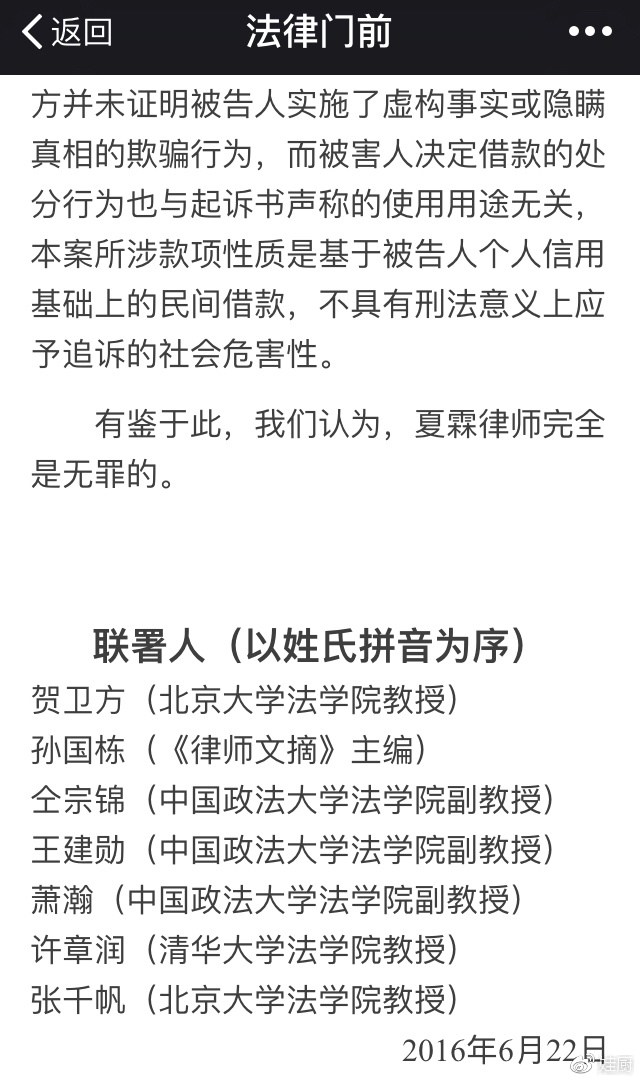 返回
法律门前
方并未证明被告人实施了虚构事实或隐瞒
真相的欺骗行为，而被害人决定借款的处
分行为也与起诉书声称的使用用途无关，
本案所涉款项性质是基于被告人个人信用
基础上的民间借款，不具有刑法意义上应
予追诉的社会危害性。
有鉴于此，我们认为，夏霖律师完全
是无罪的。
联署人（以姓氏拼音为序）
贺卫方（北京大学法学院教授）
孙国栋（《律师文摘》主编）
仝宗锦（中国政法大学法学院副教授）
王建勋（中国政法大学法学院副教授）
萧瀚（中国政法大学法学院副教授）
许章润（清华大学法学院教授）
张千帆（北京大学法学院教授）
2016年6月22日